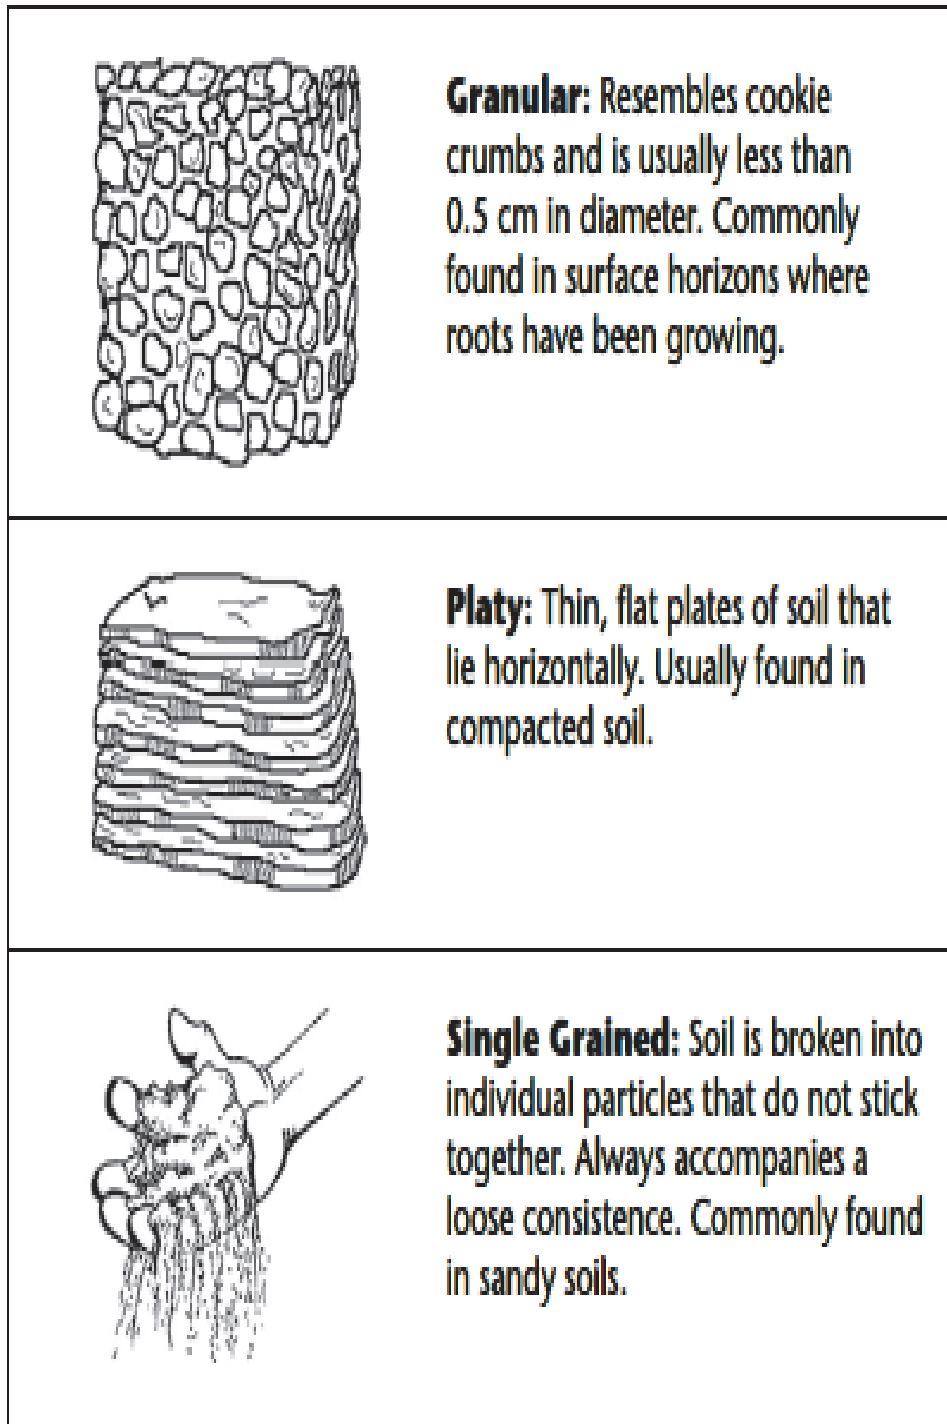 Granular: Resembles cookie
crumbs and is usually less than
0.5 cm in diameter. Commonly
found in surface horizons where
roots have been growing.
Platy: Thin, flat plates of soil that
lie horizontally. Usually found in
compacted soil.
Single Grained: Soil is broken into
individual particles that do not stick
together. Always accompanies a
loose consistence. Commonly found
in sandy soils.